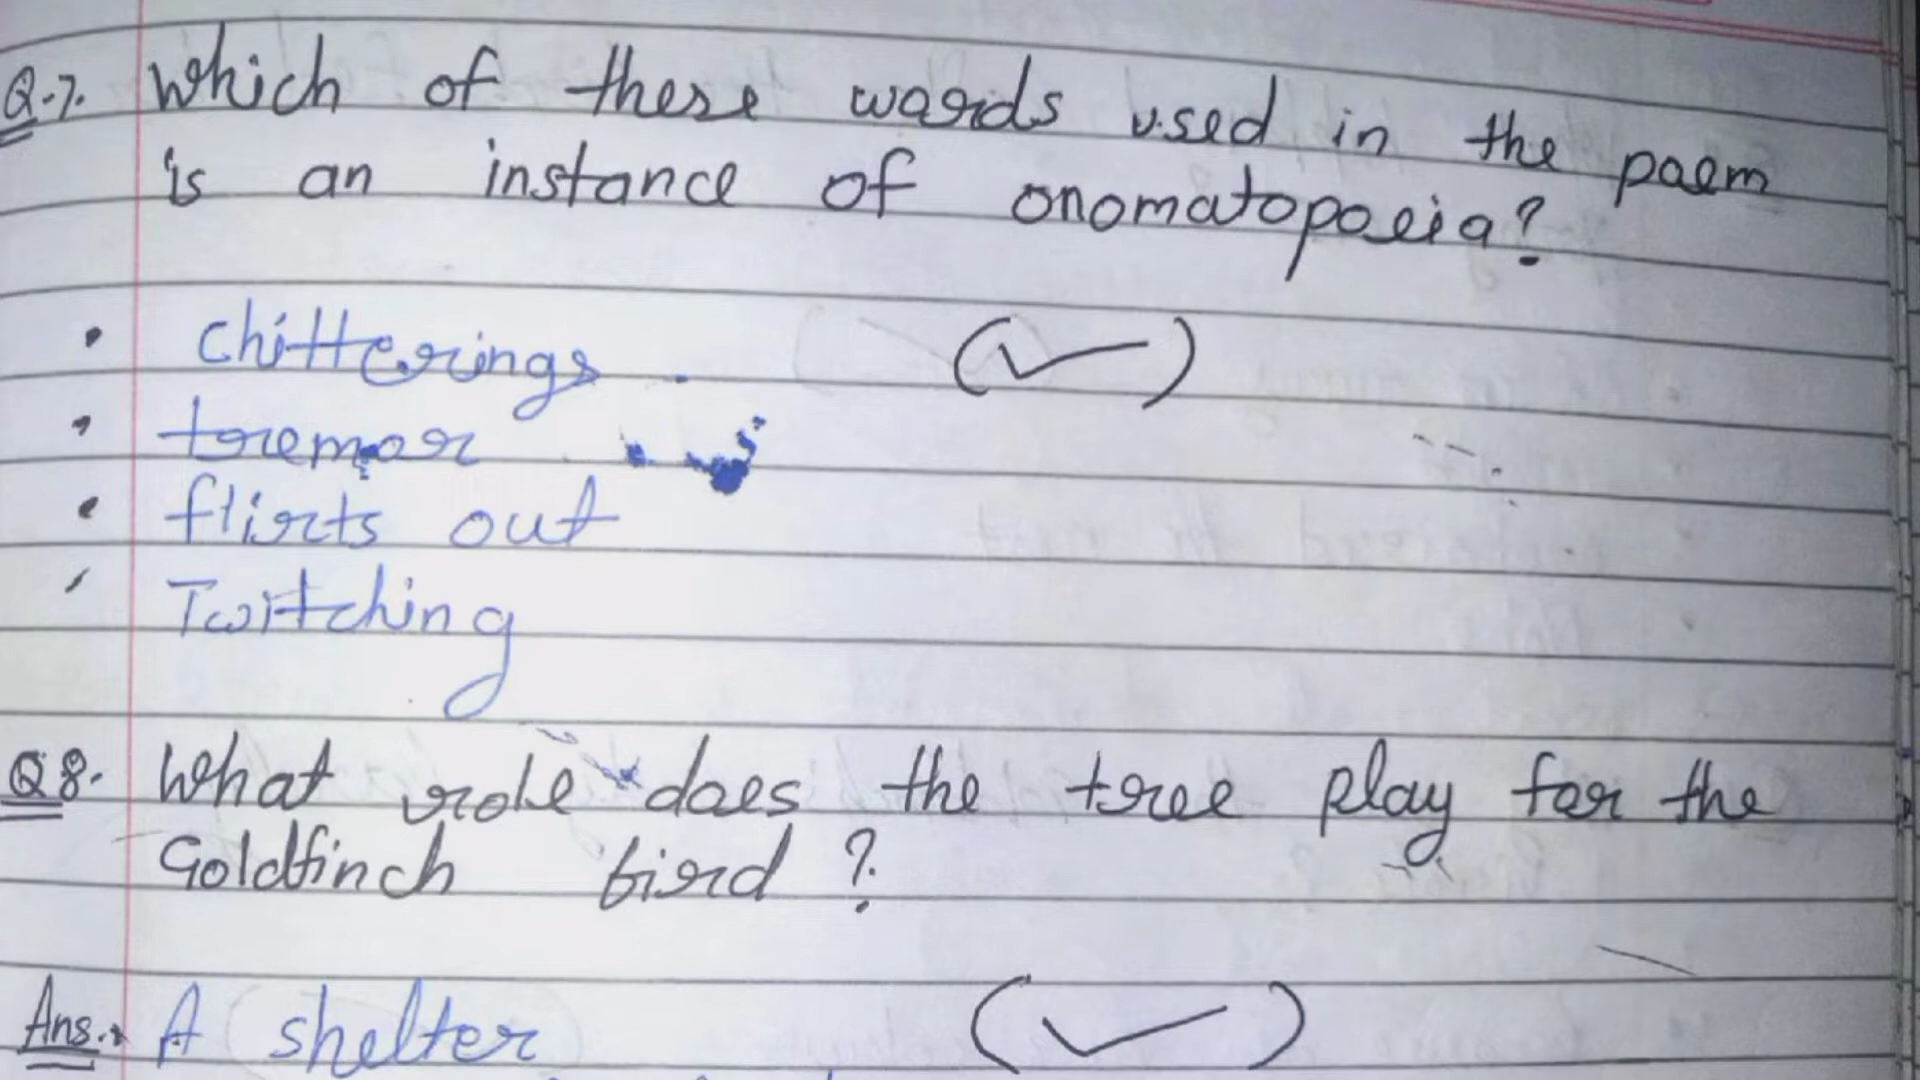 Q.7. Which of these words used in the poem
is an instance of onomatopoeia?
• chitterings (✓)
• tremor
• flirts out
' Twitching
Q8. What role does the tree play for the
Goldfinch bird ?
Ans. A shelter (✓)